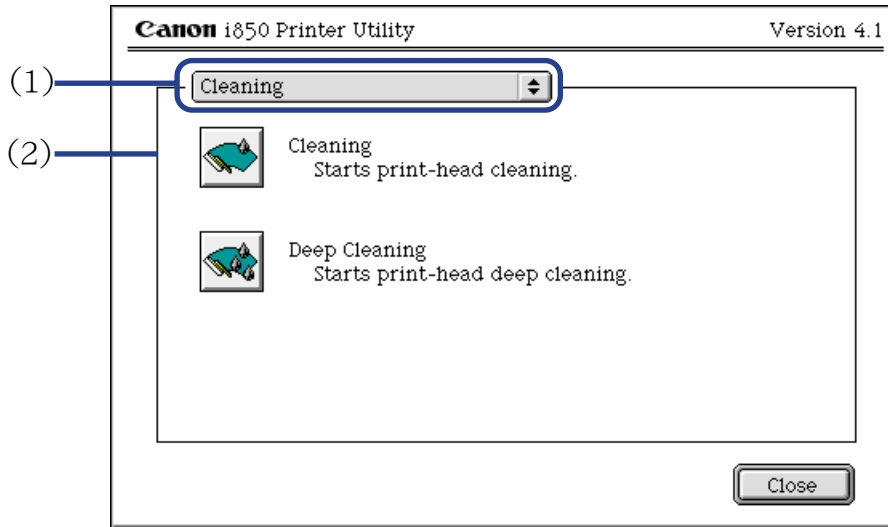 Canon i850 Printer Utility Version 4.1
(1) Cleaning
(2)
Cleaning
Starts print-head cleaning.
Deep Cleaning
Starts print-head deep cleaning.
Close